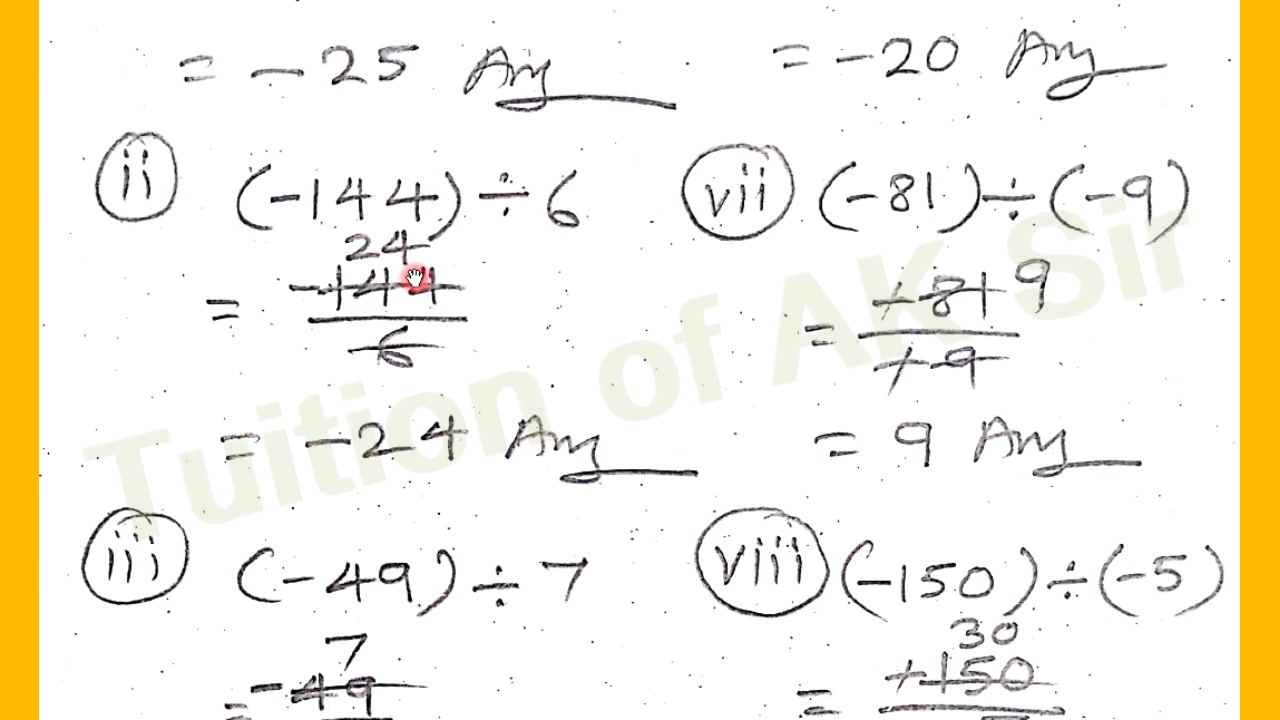 = -25 Ans
(ii) (-144) ÷ 6
24
= -144
6
= -24 Ans
(iii) (-49) ÷ 7
7
= -49
= -20 Ans
(vii) (-81) ÷ (-9)
= -81 9
-9
= 9 Ans
(viii) (-150) ÷ (-5)
30
= -150
Tuition of AK Sir